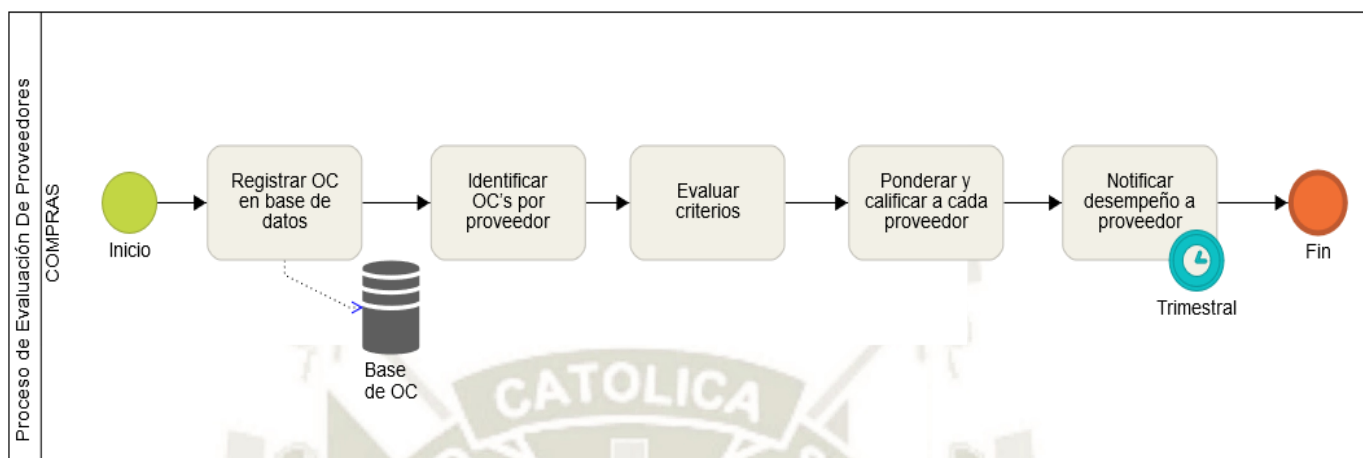 Proceso de Evaluación De Proveedores
COMPRAS
Inicio
Registrar OC
en base de
datos
Base
de OC
Identificar
OC's por
proveedor
Evaluar
criterios
Ponderar y
calificar a cada
proveedor
Notificar
desempeño a
proveedor
Trimestral
Fin
CATOLICA